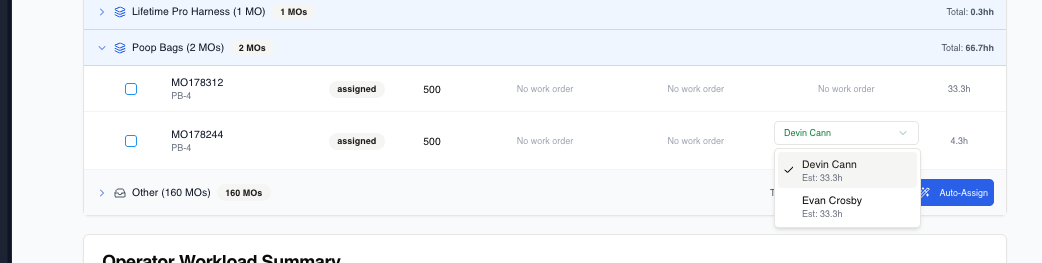 Lifetime Pro Harness (1 MO) 1 MOs Total: 0.3hh
Poop Bags (2 MOs) 2 MOs Total: 66.7hh
MO178312
PB-4
assigned 500 No work order No work order No work order 33.3h
MO178244
PB-4
assigned 500 No work order No work order Devin Cann 4.3h
Devin Cann
Est: 33.3h
Evan Crosby
Est: 33.3h
Other (160 MOs) 160 MOs Auto-Assign
Operator Workload Summary